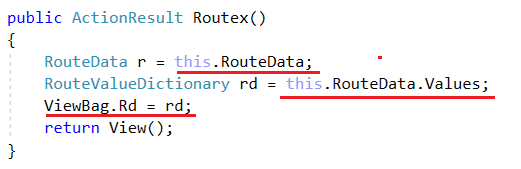 public ActionResult Routex()
{
RouteData r = this.RouteData;
RouteValueDictionary rd = this.RouteData.Values;
ViewBag.Rd = rd;
return View();
}